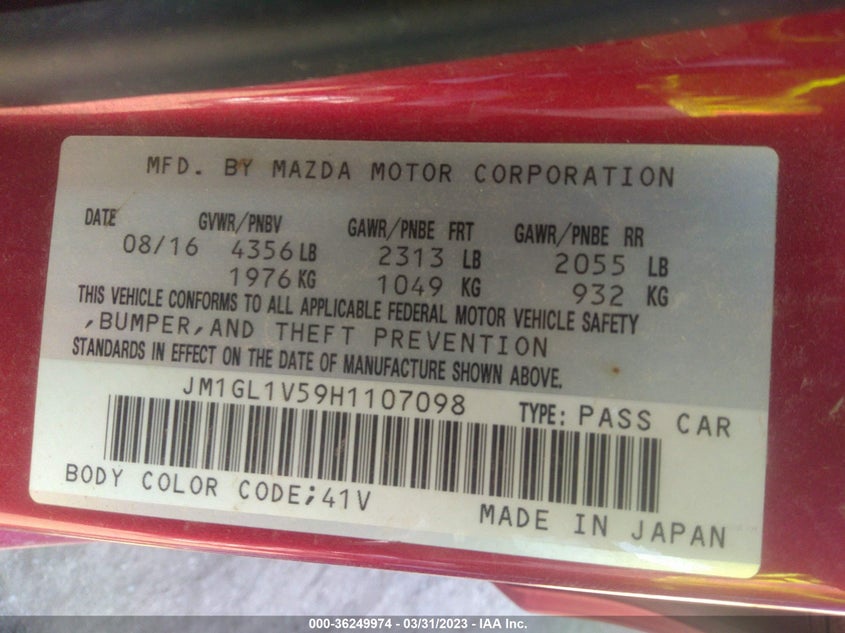 MFD. BY MAZDA MOTOR CORPORATION
DATE GVWR/PNBV GAWR/PNBE FRT GAWR/PNBE RR
08/16 4356 LB 2313 LB 2055 LB
1976 KG 1049 KG 932 KG
THIS VEHICLE CONFORMS TO ALL APPLICABLE FEDERAL MOTOR VEHICLE SAFETY
,BUMPER,AND THEFT PREVENTION
STANDARDS IN EFFECT ON THE DATE OF MANUFACTURE SHOWN ABOVE.
JM1GL1V59H1107098 TYPE: PASS CAR
BODY COLOR CODE;41V
MADE IN JAPAN
000-36249974 - 03/31/2023 - © IAA Inc.